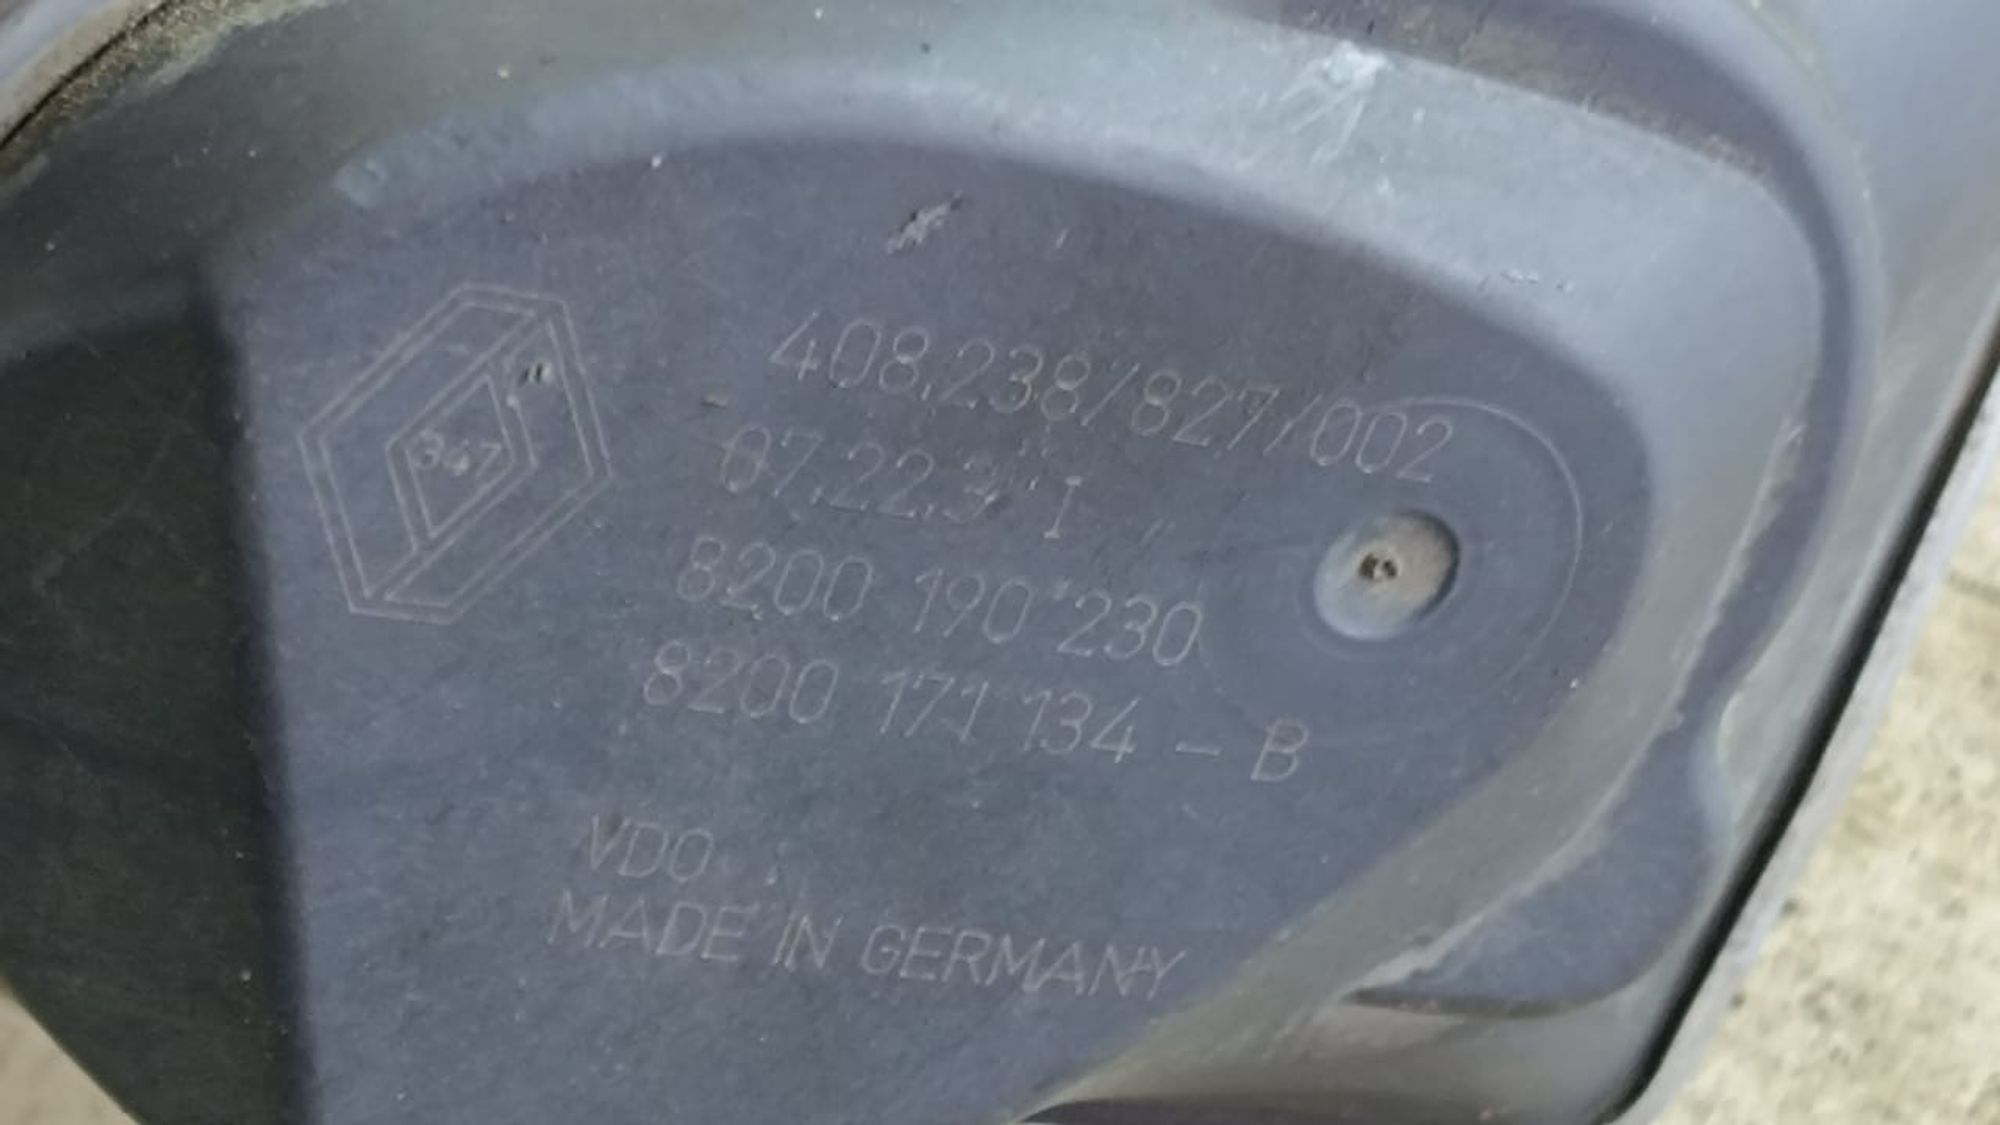 408.238/827/002
8200 190 230
8200 171 134 - B
VDO
MADE IN GERMANY